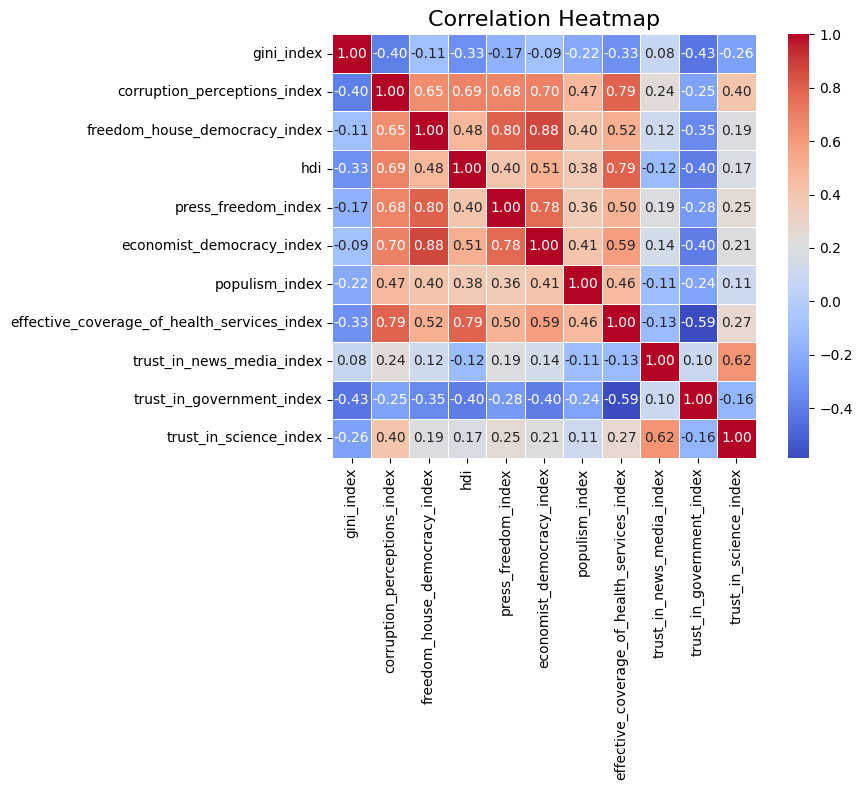 Correlation Heatmap
gini_index 1.00 -0.40 -0.11 -0.33 -0.17 -0.09 -0.22 -0.33 0.08 -0.43 -0.26
corruption_perceptions_index -0.40 1.00 0.65 0.69 0.68 0.70 0.47 0.79 0.24 -0.25 0.40
freedom_house_democracy_index -0.11 0.65 1.00 0.48 0.80 0.88 0.40 0.52 0.12 -0.35 0.19
hdi -0.33 0.69 0.48 1.00 0.40 0.51 0.38 0.79 -0.12 -0.40 0.17
press_freedom_index -0.17 0.68 0.80 0.40 1.00 0.78 0.36 0.50 0.19 -0.28 0.25
economist_democracy_index -0.09 0.70 0.88 0.51 0.78 1.00 0.41 0.59 0.14 -0.40 0.21
populism_index -0.22 0.47 0.40 0.38 0.36 0.41 1.00 0.46 -0.11 -0.24 0.11
effective_coverage_of_health_services_index -0.33 0.79 0.52 0.79 0.50 0.59 0.46 1.00 -0.13 -0.59 0.27
trust_in_news_media_index 0.08 0.24 0.12 -0.12 0.19 0.14 -0.11 -0.13 1.00 0.10 0.62
trust_in_government_index -0.43 -0.25 -0.35 -0.40 -0.28 -0.40 -0.24 -0.59 0.10 1.00 -0.16
trust_in_science_index -0.26 0.40 0.19 0.17 0.25 0.21 0.11 0.27 0.62 -0.16 1.00
gini_index
corruption_perceptions_index
freedom_house_democracy_index
hdi
press_freedom_index
economist_democracy_index
populism_index
effective_coverage_of_health_services_index
trust_in_news_media_index
trust_in_government_index
trust_in_science_index
1.0
0.8
0.6
0.4
0.2
0.0
−0.2
−0.4